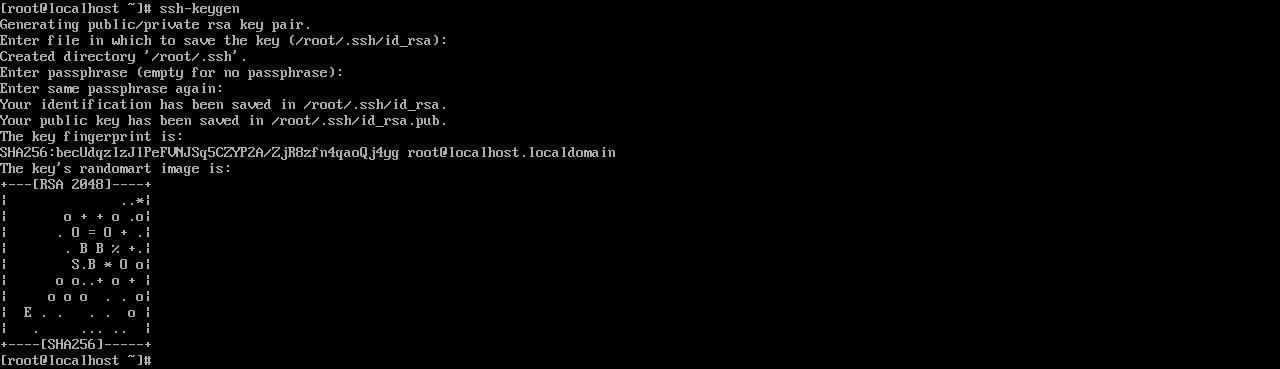 [root@localhost ~]# ssh-keygen
Generating public/private rsa key pair.
Enter file in which to save the key (/root/.ssh/id_rsa):
Created directory '/root/.ssh'.
Enter passphrase (empty for no passphrase):
Enter same passphrase again:
Your identification has been saved in /root/.ssh/id_rsa.
Your public key has been saved in /root/.ssh/id_rsa.pub.
The key fingerprint is:
SHA256:becUdqzlzJlPeFVMJSq5CZYP2A/ZjR8zfn4qaoQj4yg root@localhost.localdomain
The key's randomart image is:
+---[RSA 2048]----+
|              ..*|
|       o + + o .o|
|      . O = O + .|
|       . B B % +.|
|        S.B * O o|
|      o o..+ o + |
|     o o o  . . o|
|  E . .   . .  o |
|   .     ... ..  |
+----[SHA256]-----+
[root@localhost ~]#